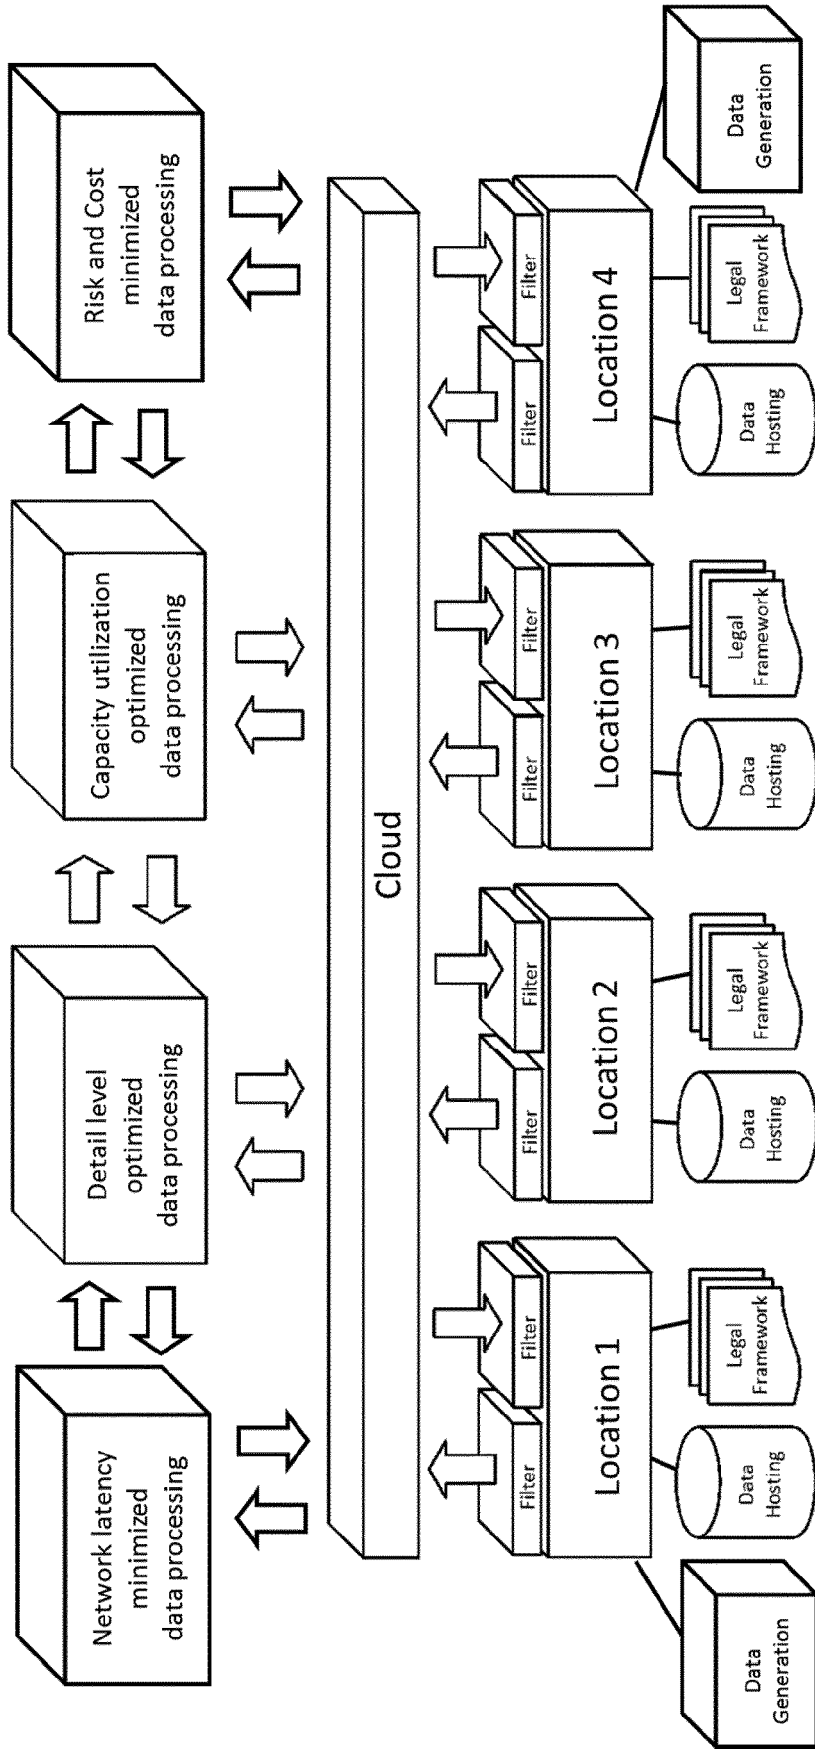 Network latency
minimized
data processing
Detail level
optimized
data processing
Capacity utilization
optimized
data processing
Risk and Cost
minimized
data processing
Cloud
Filter
Filter
Filter
Filter
Filter
Filter
Filter
Filter
Location 1
Location 2
Location 3
Location 4
Data
Generation
Data
Hosting
Legal
Framework
Data
Hosting
Legal
Framework
Data
Hosting
Legal
Framework
Data
Hosting
Legal
Framework
Data
Generation